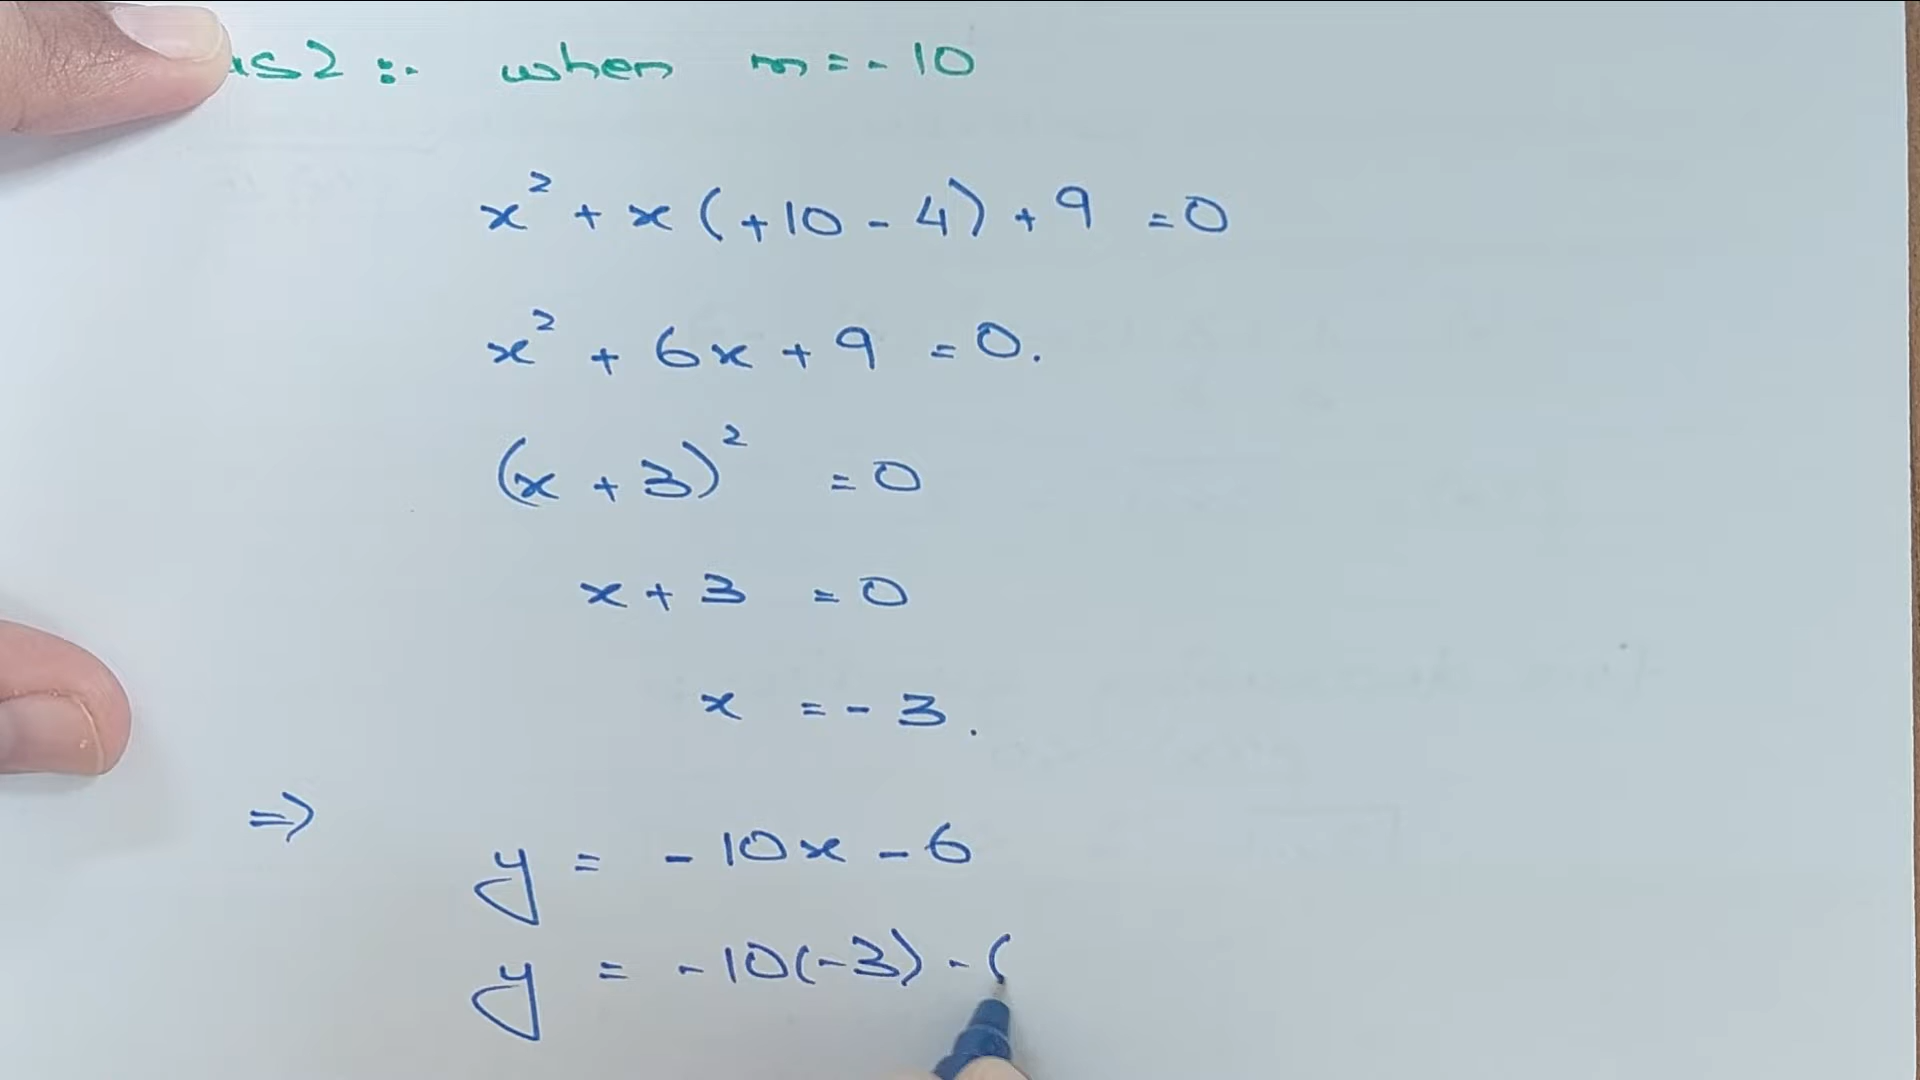 when m = - 10
x² + x (+10 - 4) + 9 = 0
x² + 6x + 9 = 0.
(x + 3)² = 0
x + 3 = 0
x = - 3.
⇒
y = - 10x - 6
y = - 10(-3) - (